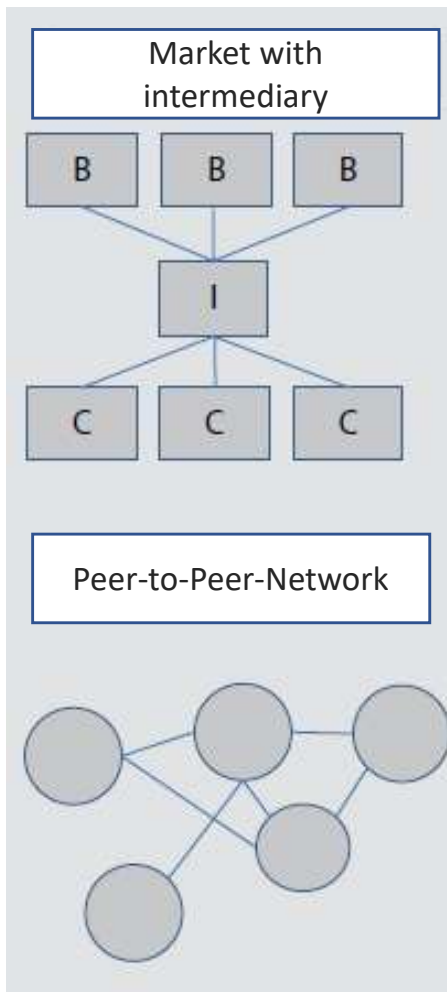 Market with
intermediary
B B B
I
C C C
Peer-to-Peer-Network